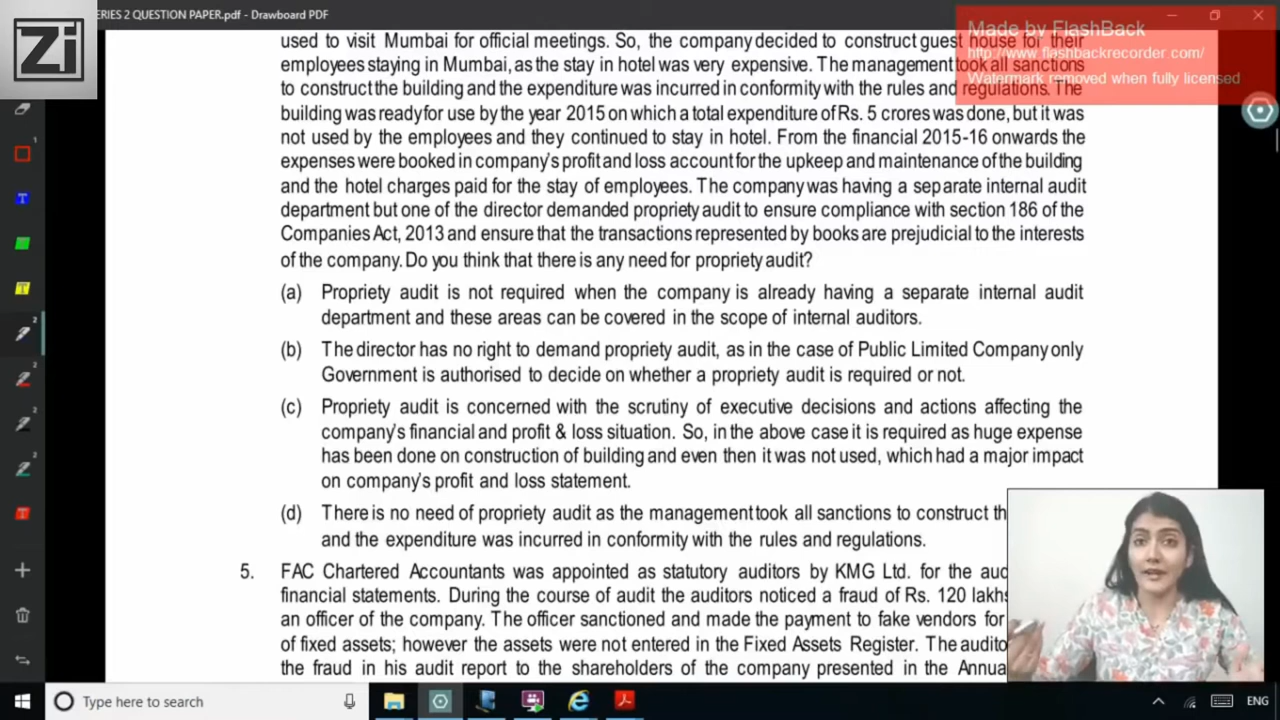 ERIES 2 QUESTION PAPER.pdf - Drawboard PDF
Zi
Made by FlashBack
http://www.flashbackrecorder.com/
Watermark removed when fully licensed
used to visit Mumbai for official meetings. So, the company decided to construct guest house for their
employees staying in Mumbai, as the stay in hotel was very expensive. The management took all sanctions
to construct the building and the expenditure was incurred in conformity with the rules and regulations. The
building was ready for use by the year 2015 on which a total expenditure of Rs. 5 crores was done, but it was
not used by the employees and they continued to stay in hotel. From the financial 2015-16 onwards the
expenses were booked in company's profit and loss account for the upkeep and maintenance of the building
and the hotel charges paid for the stay of employees. The company was having a separate internal audit
department but one of the director demanded propriety audit to ensure compliance with section 186 of the
Companies Act, 2013 and ensure that the transactions represented by books are prejudicial to the interests
of the company. Do you think that there is any need for propriety audit?
(a) Propriety audit is not required when the company is already having a separate internal audit
department and these areas can be covered in the scope of internal auditors.
(b) The director has no right to demand propriety audit, as in the case of Public Limited Company only
Government is authorised to decide on whether a propriety audit is required or not.
(c) Propriety audit is concerned with the scrutiny of executive decisions and actions affecting the
company's financial and profit & loss situation. So, in the above case it is required as huge expense
has been done on construction of building and even then it was not used, which had a major impact
on company's profit and loss statement.
(d) There is no need of propriety audit as the management took all sanctions to construct th
and the expenditure was incurred in conformity with the rules and regulations.
5. FAC Chartered Accountants was appointed as statutory auditors by KMG Ltd. for the aud
financial statements. During the course of audit the auditors noticed a fraud of Rs. 120 lakhs
an officer of the company. The officer sanctioned and made the payment to fake vendors for
of fixed assets; however the assets were not entered in the Fixed Assets Register. The audito
the fraud in his audit report to the shareholders of the company presented in the Annua
Type here to search
ENG